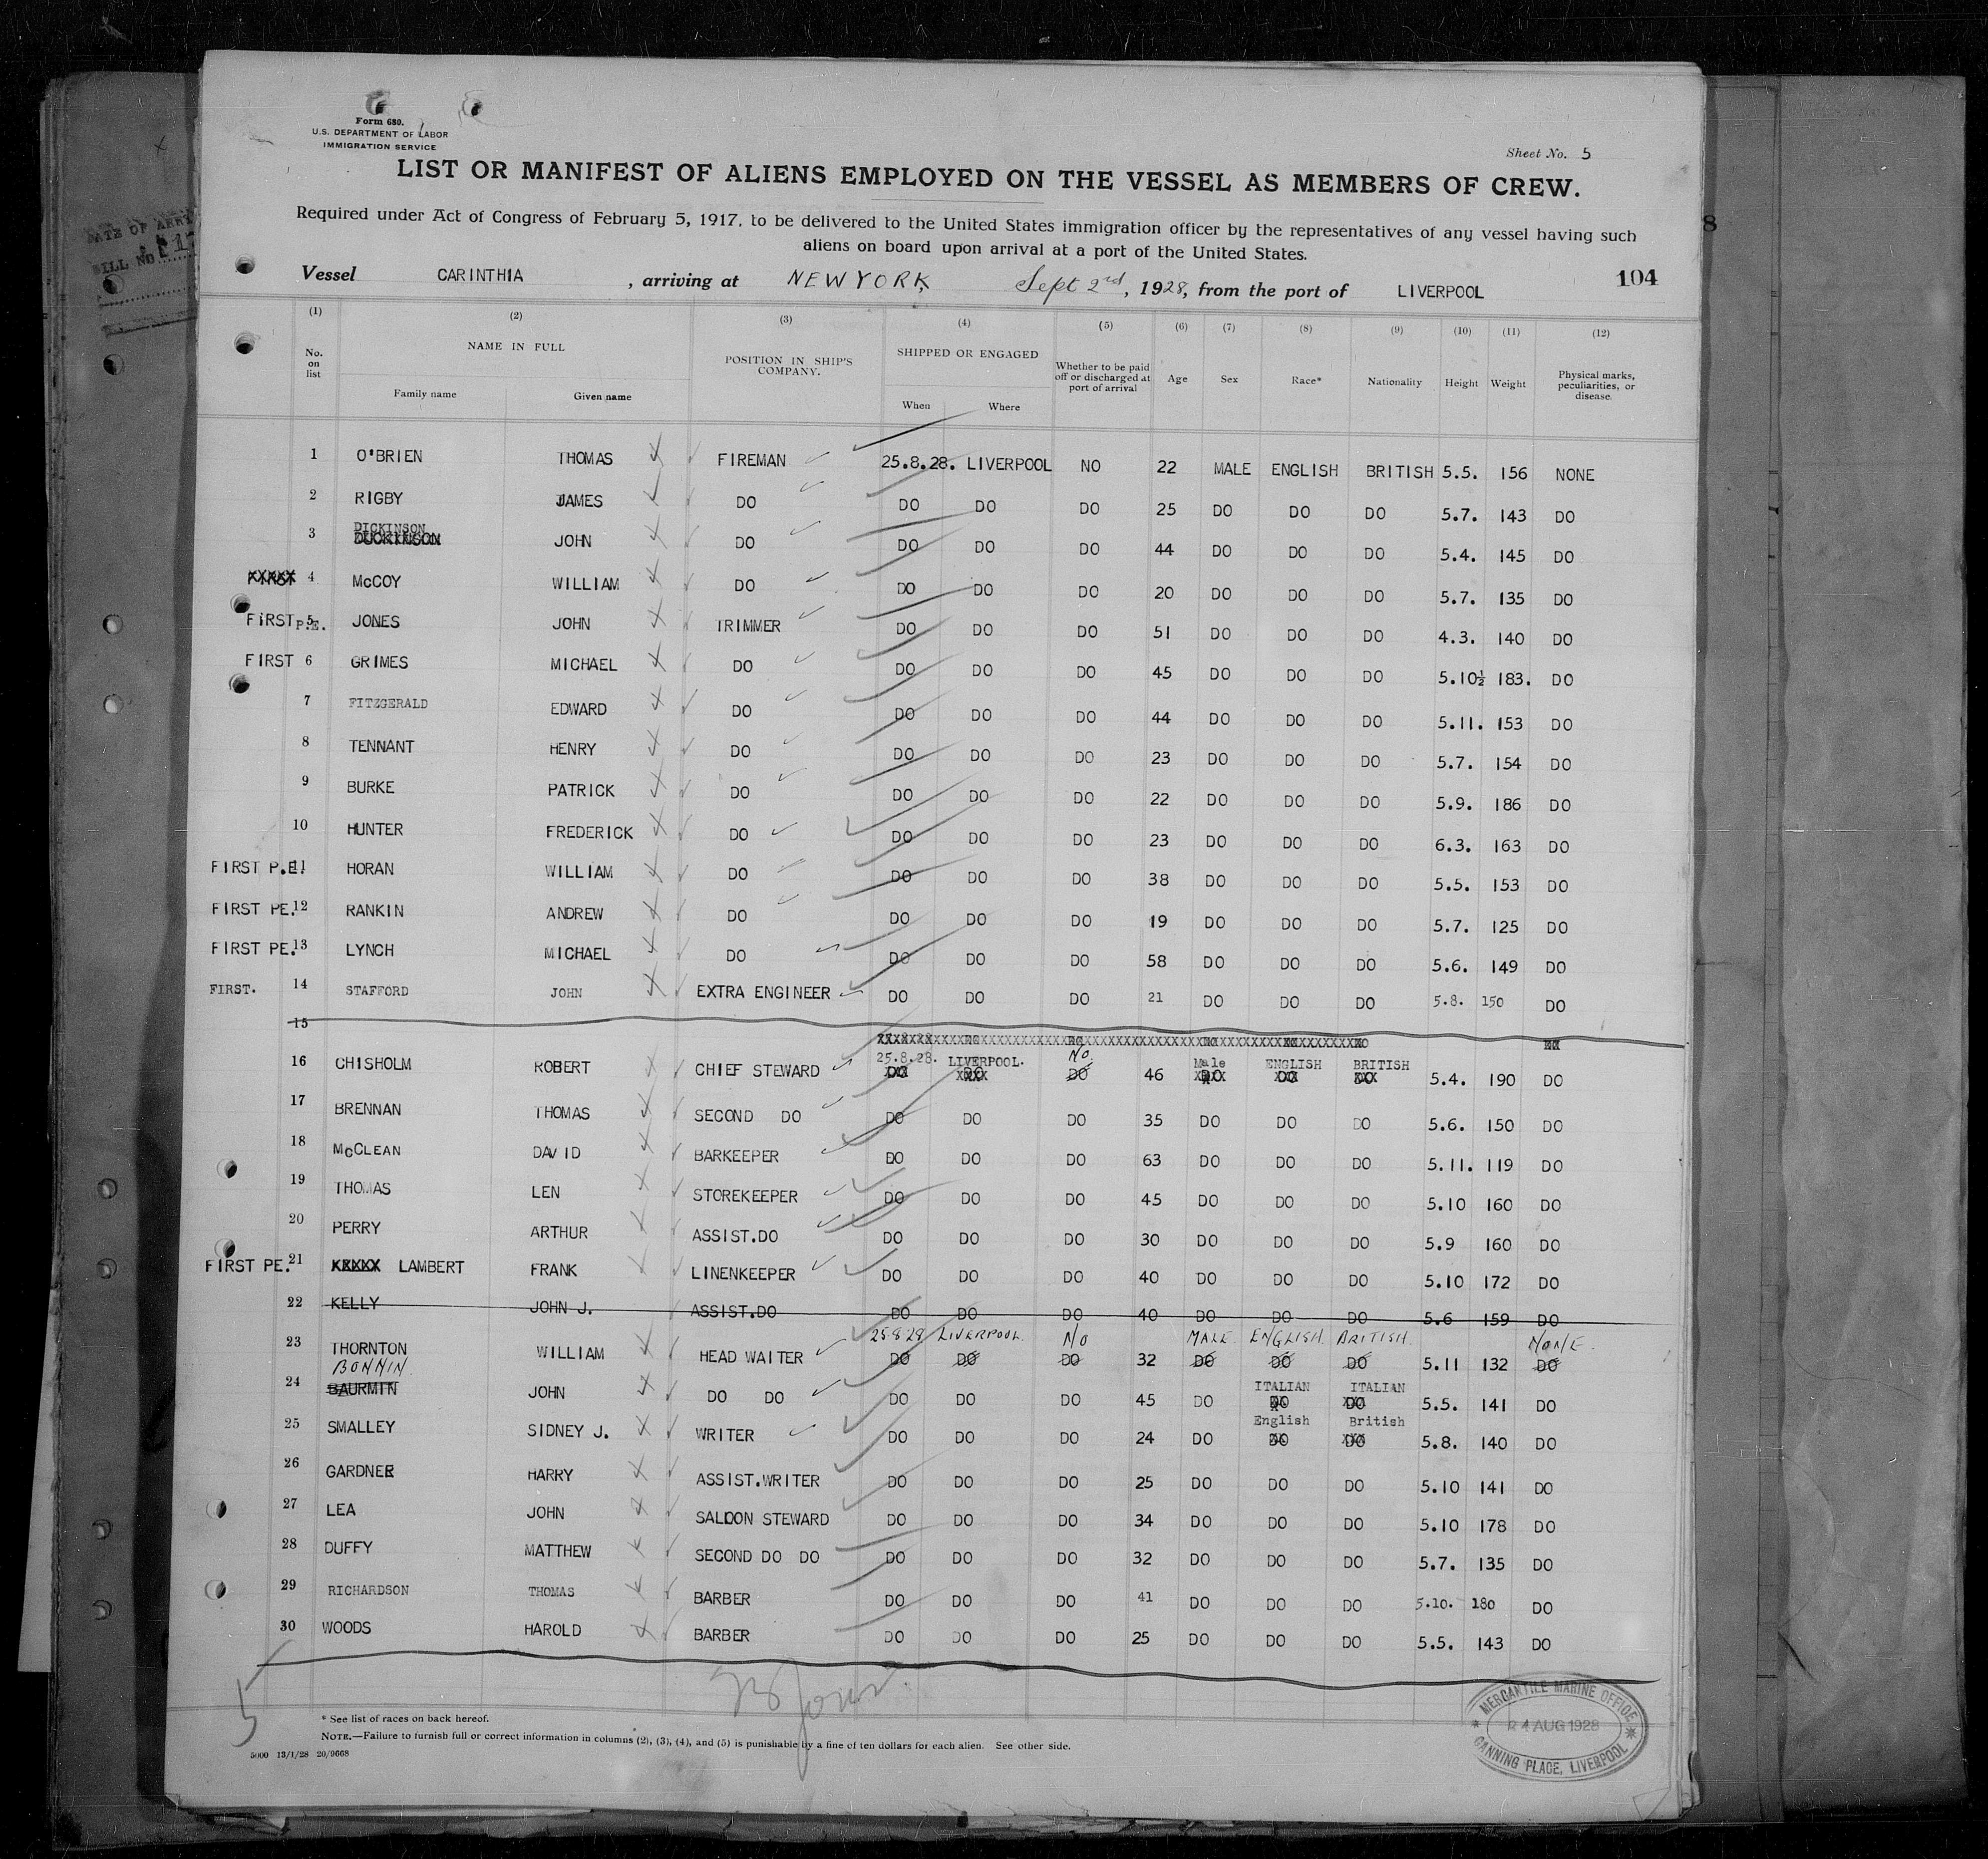 Form 680.
U.S. DEPARTMENT OF LABOR
IMMIGRATION SERVICE
Sheet No. 5
LIST OR MANIFEST OF ALIENS EMPLOYED ON THE VESSEL AS MEMBERS OF CREW.
Required under Act of Congress of February 5, 1917, to be delivered to the United States immigration officer by the representatives of any vessel having such
aliens on board upon arrival at a port of the United States.
Vessel CARINTHIA, arriving at NEW YORK, Sept 2nd, 1928, from the port of LIVERPOOL 104
(1) (2) (3) (4) (5) (6) (7) (8) (9) (10) (11) (12)
No. on list NAME IN FULL POSITION IN SHIP'S COMPANY. SHIPPED OR ENGAGED Whether to be paid off or discharged at port of arrival Age Sex Race* Nationality Height Weight Physical marks, peculiarities, or disease.
Family name Given name When Where
1 O'BRIEN THOMAS FIREMAN 25.8.28. LIVERPOOL NO 22 MALE ENGLISH BRITISH 5.5. 156 NONE
2 RIGBY JAMES DO DO DO DO 25 DO DO DO 5.7. 143 DO
DICKINSON
3 DUCKINSON JOHN DO DO DO DO 44 DO DO DO 5.4. 145 DO
FIRST 4 McCOY WILLIAM DO DO DO DO 20 DO DO DO 5.7. 135 DO
FIRST P.E. 5 JONES JOHN TRIMMER DO DO DO 51 DO DO DO 4.3. 140 DO
FIRST 6 GRIMES MICHAEL DO DO DO DO 45 DO DO DO 5.10½ 183. DO
7 FITZGERALD EDWARD DO DO DO DO 44 DO DO DO 5.11. 153 DO
8 TENNANT HENRY DO DO DO DO 23 DO DO DO 5.7. 154 DO
9 BURKE PATRICK DO DO DO DO 22 DO DO DO 5.9. 186 DO
10 HUNTER FREDERICK DO DO DO DO 23 DO DO DO 6.3. 163 DO
FIRST P.E. 11 HORAN WILLIAM DO DO DO DO 38 DO DO DO 5.5. 153 DO
FIRST PE. 12 RANKIN ANDREW DO DO DO DO 19 DO DO DO 5.7. 125 DO
FIRST PE. 13 LYNCH MICHAEL DO DO DO DO 58 DO DO DO 5.6. 149 DO
FIRST. 14 STAFFORD JOHN EXTRA ENGINEER DO DO DO 21 DO DO DO 5.8. 150 DO
15
25.8.28. LIVERPOOL. No. Male ENGLISH BRITISH
16 CHISHOLM ROBERT CHIEF STEWARD DO DO DO 46 DO DO DO 5.4. 190 DO
17 BRENNAN THOMAS SECOND DO DO DO DO 35 DO DO DO 5.6. 150 DO
18 McCLEAN DAVID BARKEEPER DO DO DO 63 DO DO DO 5.11. 119 DO
19 THOMAS LEN STOREKEEPER DO DO DO 45 DO DO DO 5.10 160 DO
20 PERRY ARTHUR ASSIST.DO DO DO DO 30 DO DO DO 5.9 160 DO
FIRST PE. 21 XXXXX LAMBERT FRANK LINENKEEPER DO DO DO 40 DO DO DO 5.10 172 DO
22 KELLY JOHN J. ASSIST.DO DO DO DO 40 DO DO DO 5.6 159 DO
25 8 28 LIVERPOOL. NO MALE. ENGLISH. BRITISH. NONE.
23 THORNTON WILLIAM HEAD WAITER DO DO DO 32 DO DO DO 5.11 132 DO
BONNIN. ITALIAN ITALIAN
24 BAURMIN JOHN DO DO DO DO DO 45 DO DO DO 5.5. 141 DO
English British
25 SMALLEY SIDNEY J. WRITER DO DO DO 24 DO DO DO 5.8. 140 DO
26 GARDNER HARRY ASSIST.WRITER DO DO DO 25 DO DO DO 5.10 141 DO
27 LEA JOHN SALOON STEWARD DO DO DO 34 DO DO DO 5.10 178 DO
28 DUFFY MATTHEW SECOND DO DO DO DO DO 32 DO DO DO 5.7. 135 DO
29 RICHARDSON THOMAS BARBER DO DO DO 41 DO DO DO 5.10. 180 DO
30 WOODS HAROLD BARBER DO DO DO 25 DO DO DO 5.5. 143 DO
5
* See list of races on back hereof.
NOTE.—Failure to furnish full or correct information in columns (2), (3), (4), and (5) is punishable by a fine of ten dollars for each alien. See other side.
5000 13/1/28 20/9668
MERCANTILE MARINE OFFICE
24 AUG 1928
CANNING PLACE, LIVERPOOL